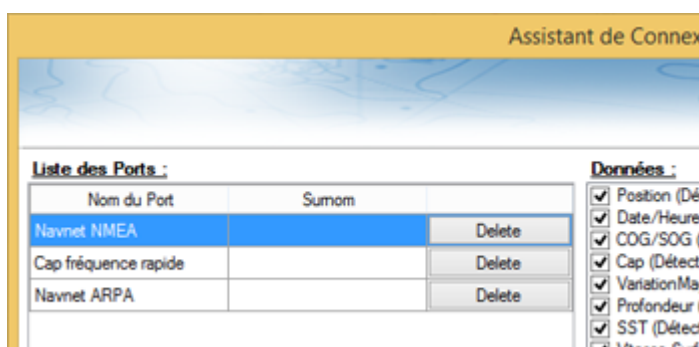 Assistant de Connex
Liste des Ports :
Nom du Port Surnom
Navnet NMEA Delete
Cap fréquence rapide Delete
Navnet ARPA Delete
Données :
Position (Dé
Date/Heure
COG/SOG (
Cap (Détect
VariationMa
Profondeur (
SST (Détect